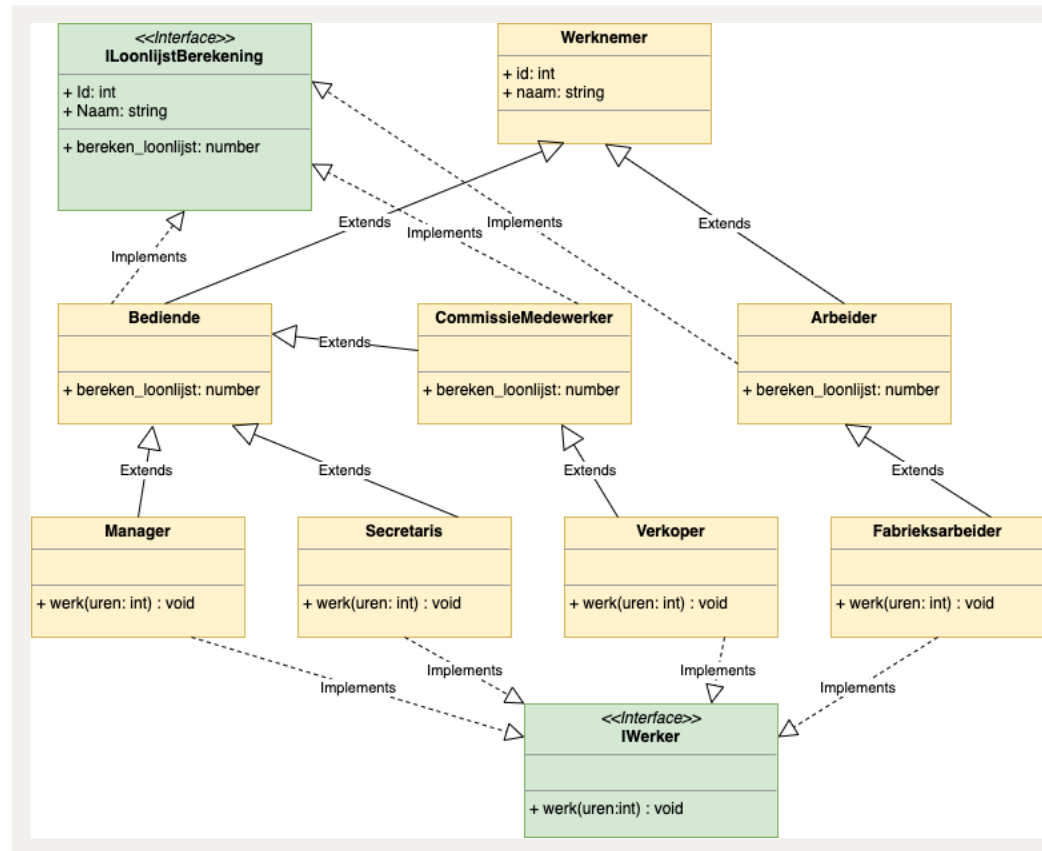 <<Interface>>
ILoonlijstBerekening
+ Id: int
+ Naam: string
+ bereken_loonlijst: number
Werknemer
+ id: int
+ naam: string
Extends
Implements
Implements
Extends
Implements
Bediende
+ bereken_loonlijst: number
Extends
CommissieMedewerker
+ bereken_loonlijst: number
Arbeider
+ bereken_loonlijst: number
Extends
Extends
Extends
Extends
Manager
+ werk(uren: int) : void
Secretaris
+ werk(uren: int) : void
Verkoper
+ werk(uren: int) : void
Fabrieksarbeider
+ werk(uren: int) : void
Implements
Implements
Implements
Implements
<<Interface>>
IWerker
+ werk(uren:int) : void